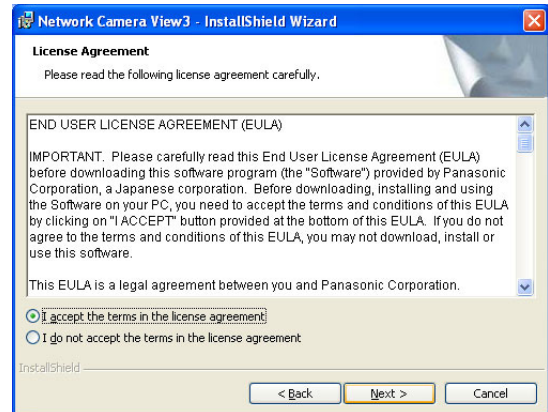 Network Camera View3 - InstallShield Wizard
License Agreement
Please read the following license agreement carefully.
END USER LICENSE AGREEMENT (EULA)
IMPORTANT. Please carefully read this End User License Agreement (EULA)
before downloading this software program (the "Software") provided by Panasonic
Corporation, a Japanese corporation. Before downloading, installing and using
the Software on your PC, you need to accept the terms and conditions of this EULA
by clicking on "I ACCEPT" button provided at the bottom of this EULA. If you do not
agree to the terms and conditions of this EULA, you may not download, install or
use this software.
This EULA is a legal agreement between you and Panasonic Corporation.
I accept the terms in the license agreement
I do not accept the terms in the license agreement
InstallShield
< Back
Next >
Cancel